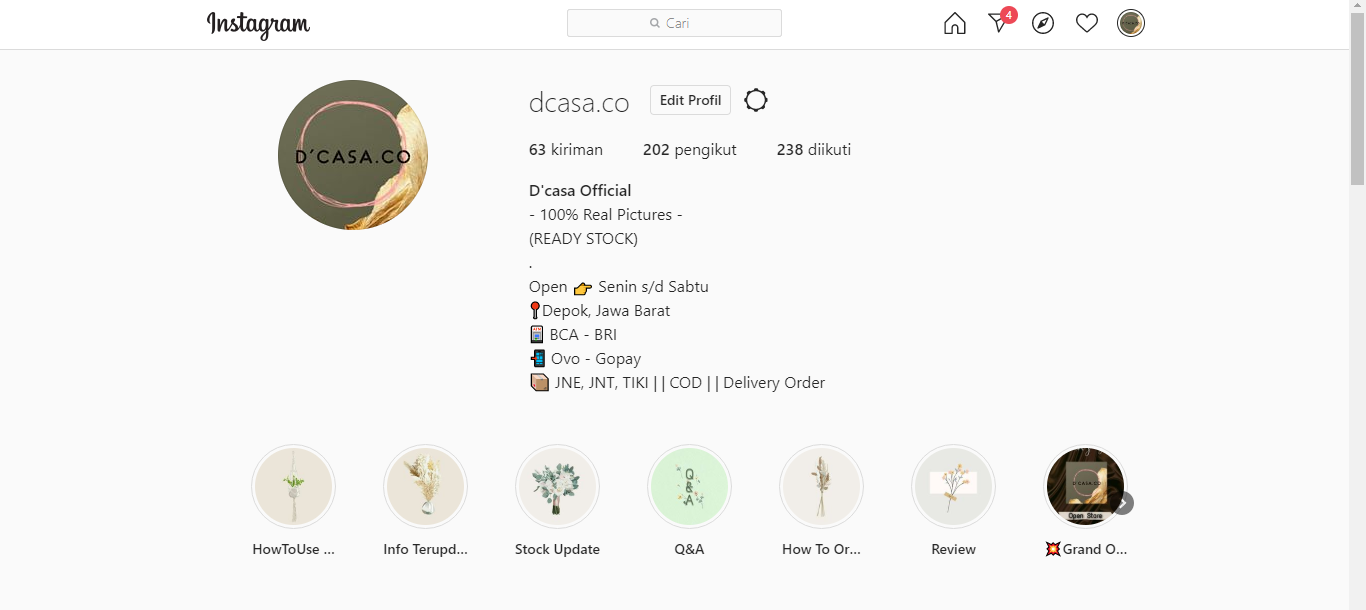 Instagram
Cari
4
D'CASA.CO
dcasa.co Edit Profil
63 kiriman 202 pengikut 238 diikuti
D'casa Official
- 100% Real Pictures -
(READY STOCK)
.
Open 👉 Senin s/d Sabtu
📍Depok, Jawa Barat
🏧 BCA - BRI
📲 Ovo - Gopay
📦 JNE, JNT, TIKI | | COD | | Delivery Order
Q
&
A
D'CASA.CO
Open Store
HowToUse ... Info Terupd... Stock Update Q&A How To Or... Review 💥Grand O...